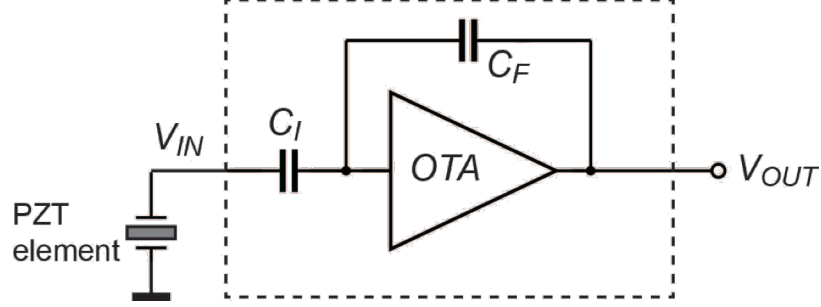 C_F
C_I
V_IN
OTA
V_OUT
PZT
element